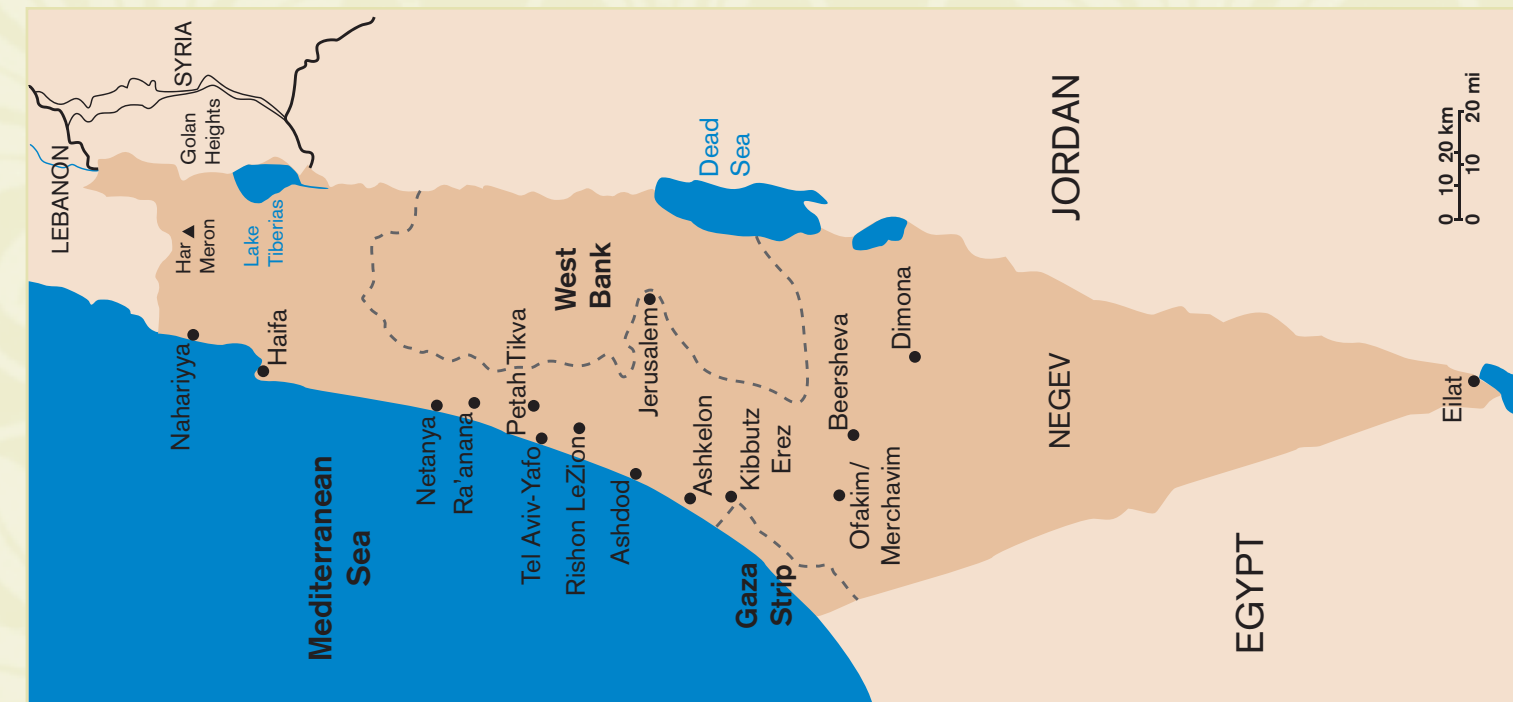 LEBANON
SYRIA
Golan
Heights
Har
Meron
Lake
Tiberias
Nahariyya
Haifa
Mediterranean
Sea
Netanya
Ra'anana
Petah Tikva
Tel Aviv-Yafo
Rishon LeZion
West
Bank
Ashdod
Jerusalem
Dead
Sea
Ashkelon
Kibbutz
Erez
Gaza
Strip
Beersheva
Ofakim/
Merchavim
Dimona
NEGEV
JORDAN
EGYPT
Eilat
0 10 20 km
0 10 20 mi